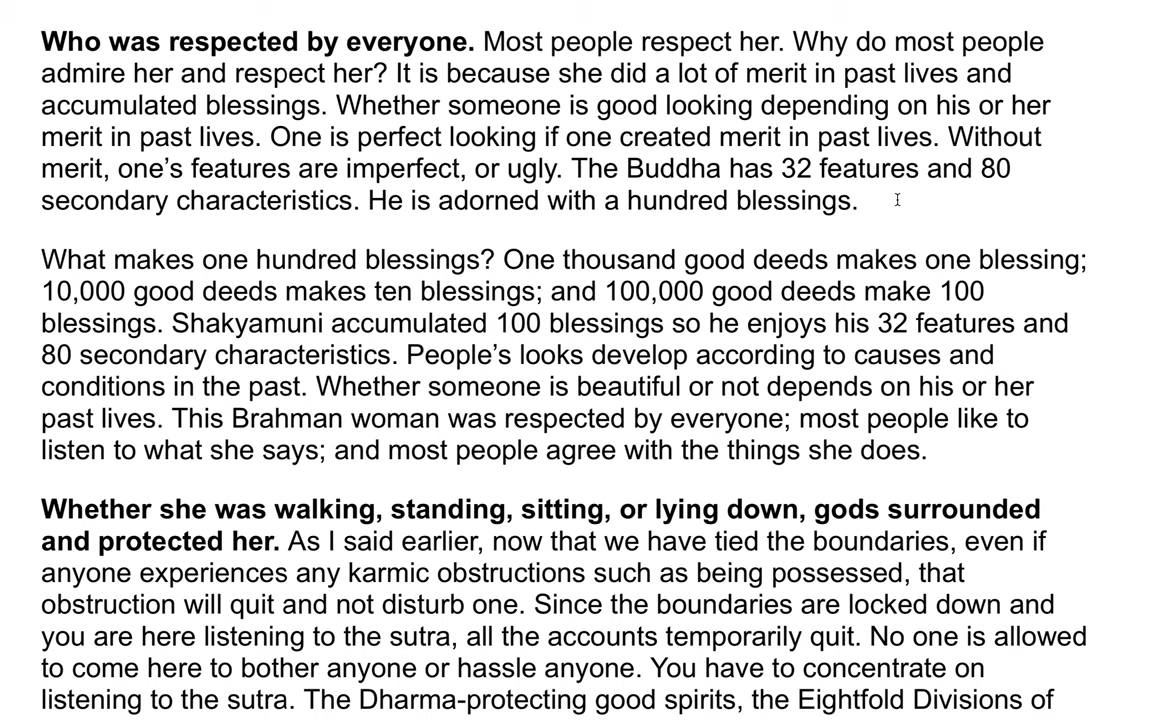 Who was respected by everyone. Most people respect her. Why do most people
admire her and respect her? It is because she did a lot of merit in past lives and
accumulated blessings. Whether someone is good looking depending on his or her
merit in past lives. One is perfect looking if one created merit in past lives. Without
merit, one’s features are imperfect, or ugly. The Buddha has 32 features and 80
secondary characteristics. He is adorned with a hundred blessings.
What makes one hundred blessings? One thousand good deeds makes one blessing;
10,000 good deeds makes ten blessings; and 100,000 good deeds make 100
blessings. Shakyamuni accumulated 100 blessings so he enjoys his 32 features and
80 secondary characteristics. People’s looks develop according to causes and
conditions in the past. Whether someone is beautiful or not depends on his or her
past lives. This Brahman woman was respected by everyone; most people like to
listen to what she says; and most people agree with the things she does.
Whether she was walking, standing, sitting, or lying down, gods surrounded
and protected her. As I said earlier, now that we have tied the boundaries, even if
anyone experiences any karmic obstructions such as being possessed, that
obstruction will quit and not disturb one. Since the boundaries are locked down and
you are here listening to the sutra, all the accounts temporarily quit. No one is allowed
to come here to bother anyone or hassle anyone. You have to concentrate on
listening to the sutra. The Dharma-protecting good spirits, the Eightfold Divisions of